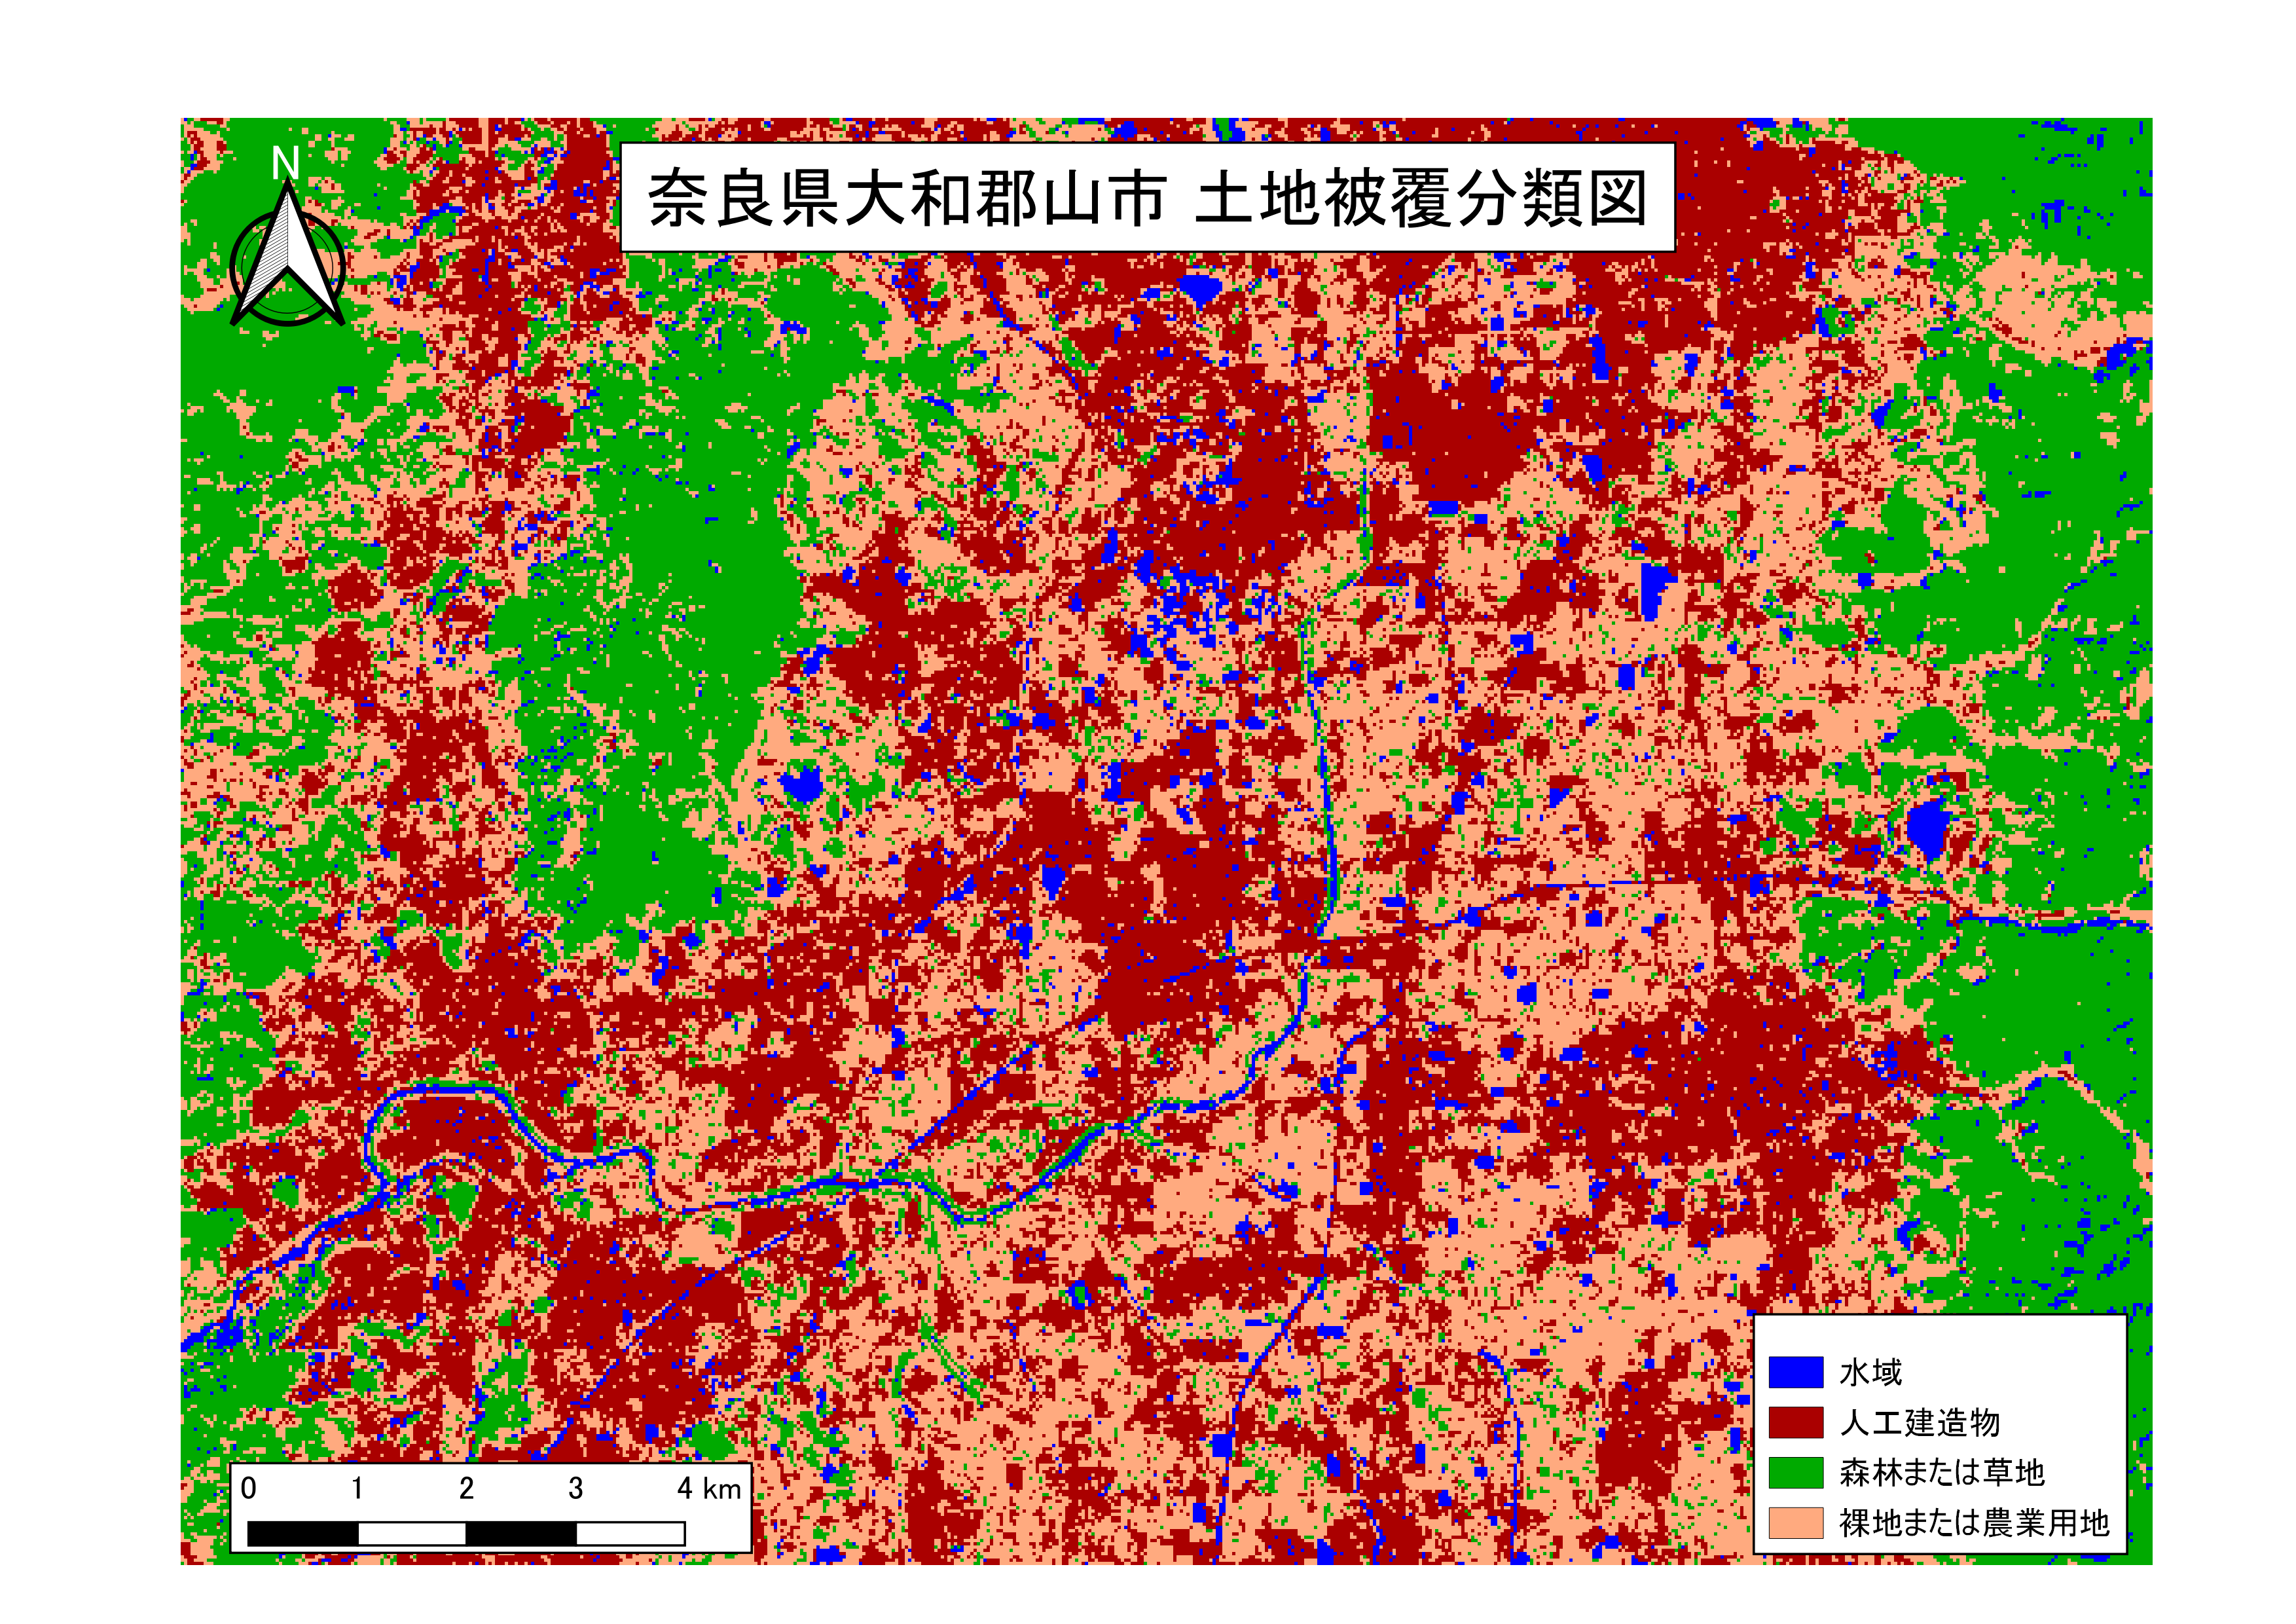 N
奈良県大和郡山市 土地被覆分類図
水域
人工建造物
森林または草地
裸地または農業用地
0 1 2 3 4 km